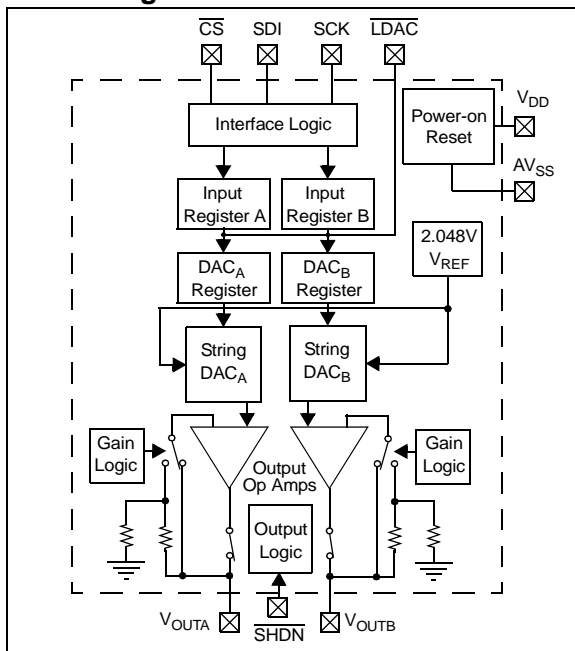 CS SDI SCK LDAC
Interface Logic
Power-on
Reset
VDD
AVSS
Input
Register A
Input
Register B
2.048V
VREF
DACA
Register
DACB
Register
String
DACA
String
DACB
Gain
Logic
Output
Op Amps
Gain
Logic
Output
Logic
VOUTA
SHDN
VOUTB